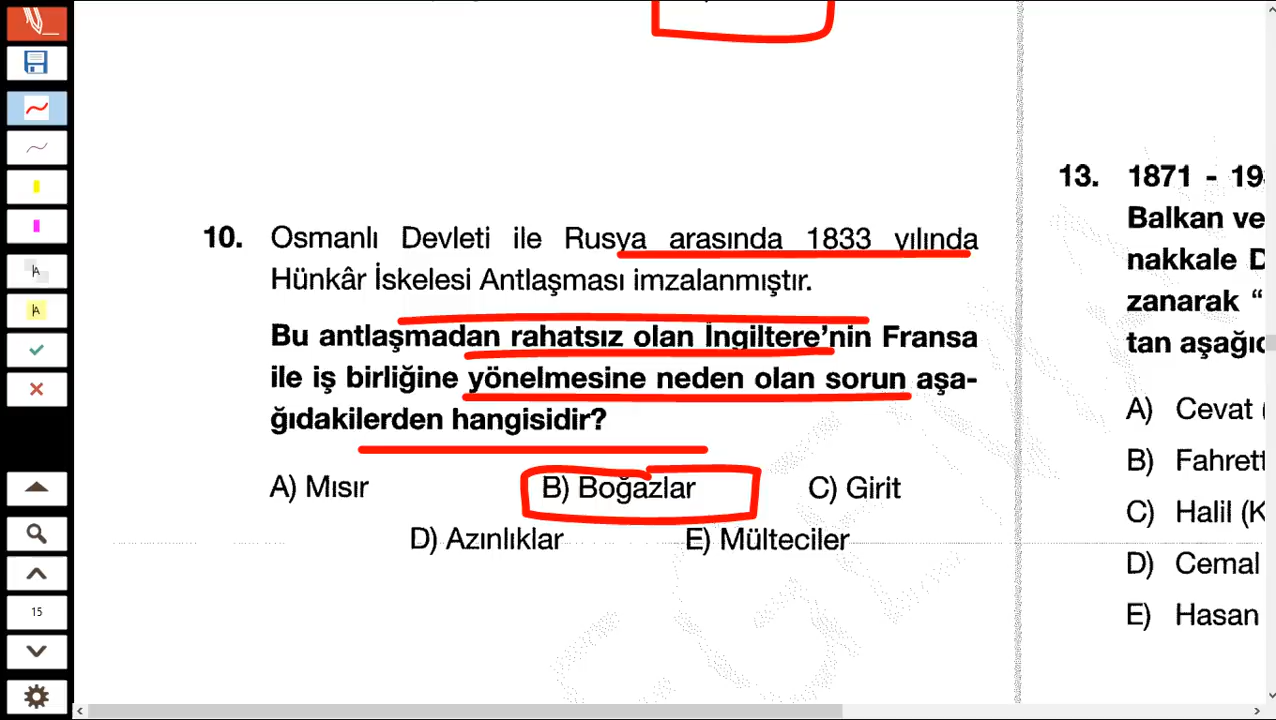 10. Osmanlı Devleti ile Rusya arasında 1833 yılında
Hünkâr İskelesi Antlaşması imzalanmıştır.
Bu antlaşmadan rahatsız olan İngiltere’nin Fransa
ile iş birliğine yönelmesine neden olan sorun aşa-
ğıdakilerden hangisidir?
A) Mısır B) Boğazlar C) Girit
D) Azınlıklar E) Mülteciler
13. 1871 - 19
Balkan ve
nakkale D
zanarak “
tan aşağıd
A) Cevat (
B) Fahrett
C) Halil (K
D) Cemal
E) Hasan
15